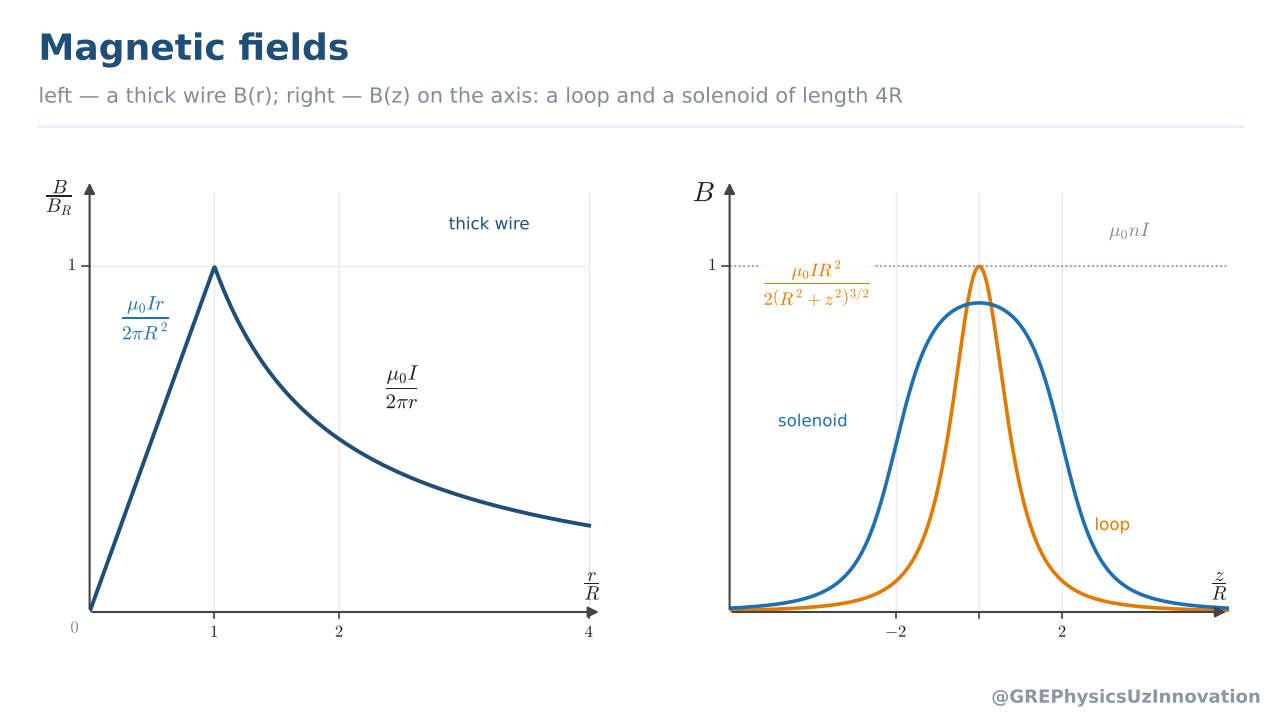 Magnetic fields
left — a thick wire B(r); right — B(z) on the axis: a loop and a solenoid of length 4R
B/B_R
thick wire
1
μ₀Ir/2πR²
μ₀I/2πr
r/R
0
1
2
4
B
μ₀nI
1
μ₀IR²/2(R² + z²)^{3/2}
solenoid
loop
z/R
−2
2
@GREPhysicsUzInnovation